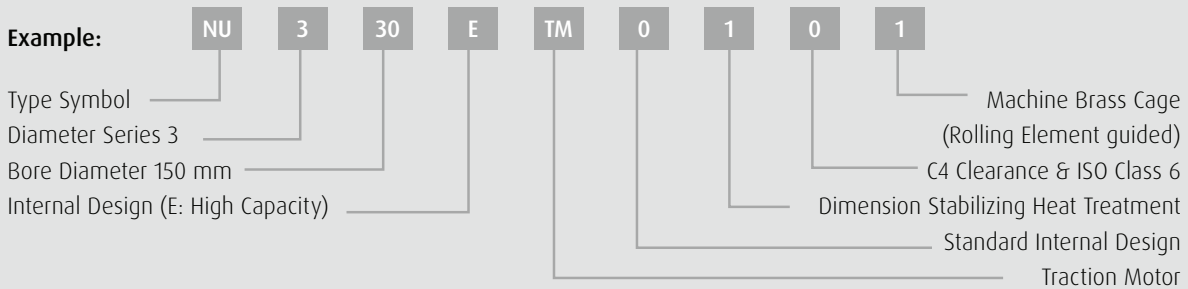 Example: NU 3 30 E TM 0 1 0 1
Type Symbol
Diameter Series 3
Bore Diameter 150 mm
Internal Design (E: High Capacity)
Machine Brass Cage
(Rolling Element guided)
C4 Clearance & ISO Class 6
Dimension Stabilizing Heat Treatment
Standard Internal Design
Traction Motor